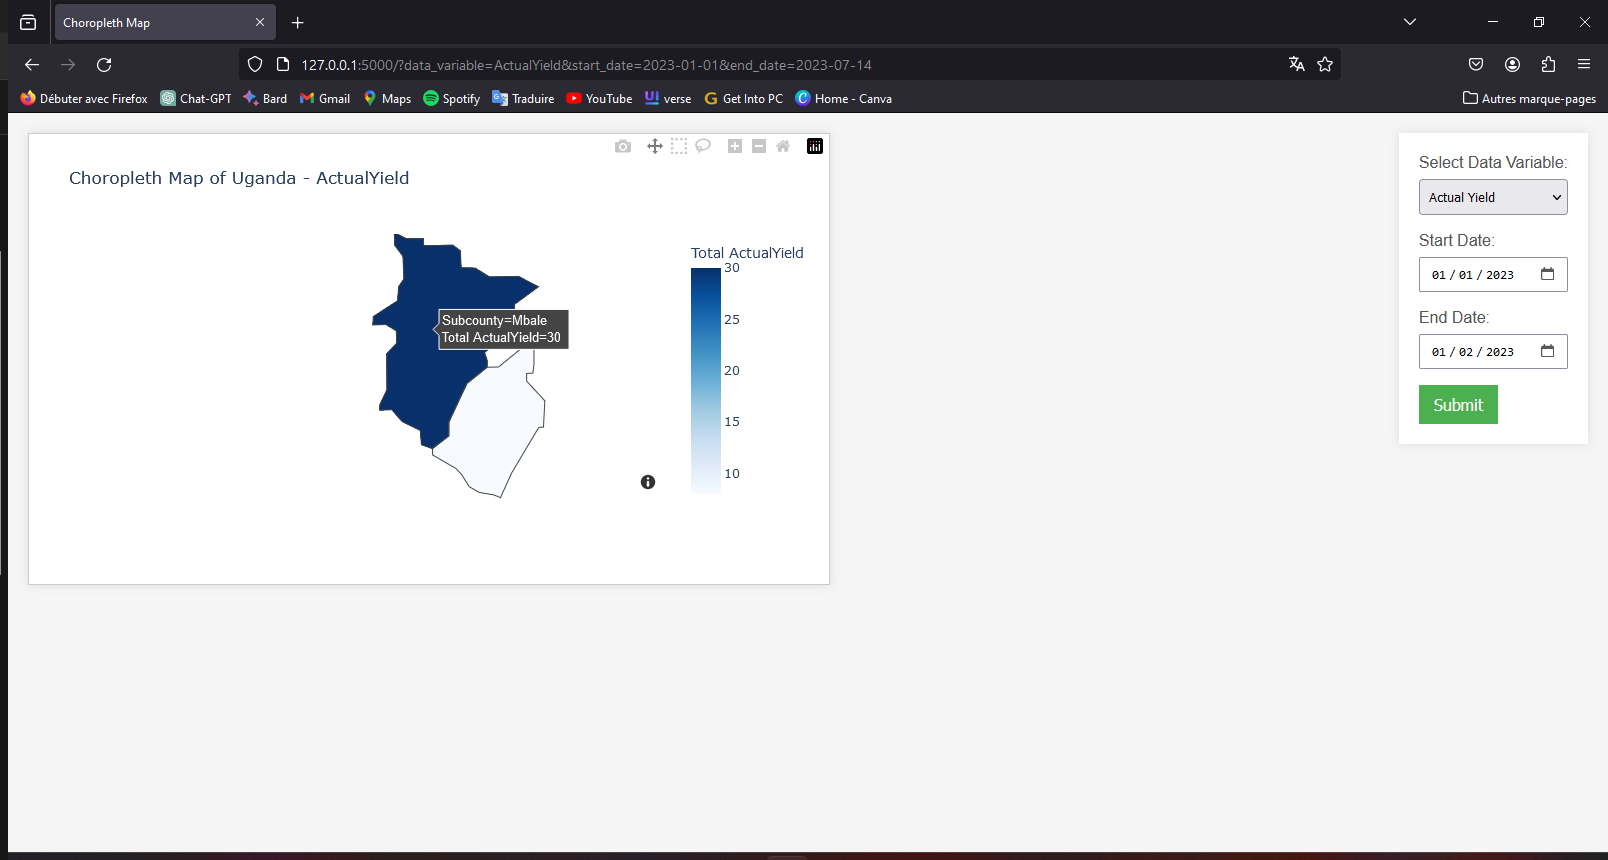 Choropleth Map
127.0.0.1:5000/?data_variable=ActualYield&start_date=2023-01-01&end_date=2023-07-14
Débuter avec Firefox Chat-GPT Bard Gmail Maps Spotify Traduire YouTube verse Get Into PC Home - Canva Autres marque-pages
Choropleth Map of Uganda - ActualYield
Subcounty=Mbale
Total ActualYield=30
Total ActualYield
30
25
20
15
10
Select Data Variable:
Actual Yield
Start Date:
01 / 01 / 2023
End Date:
01 / 02 / 2023
Submit